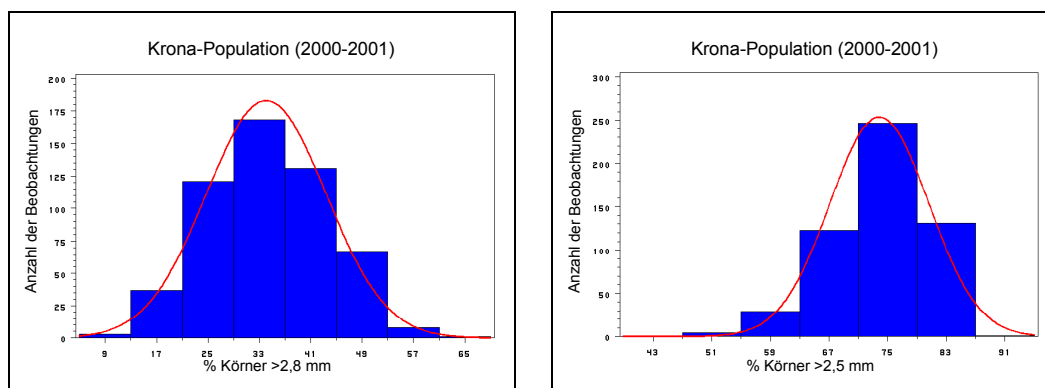 Krona-Population (2000-2001)
Anzahl der Beobachtungen
200
175
150
125
100
75
50
25
0
9 17 25 33 41 49 57 65
% Körner >2,8 mm
Krona-Population (2000-2001)
Anzahl der Beobachtungen
300
250
200
150
100
50
0
43 51 59 67 75 83 91
% Körner >2,5 mm